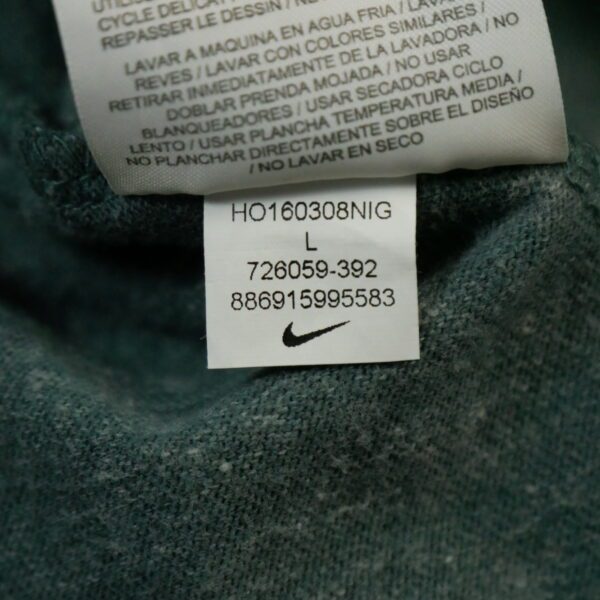 CYCLE DELICAT
REPASSER LE DESSIN / NE
LAVAR A MAQUINA EN AGUA FRIA / LAVAR
REVES / LAVAR CON COLORES SIMILARES /
RETIRAR INMEDIATAMENTE DE LA LAVADORA / NO
DOBLAR PRENDA MOJADA / NO USAR
BLANQUEADORES / USAR SECADORA CICLO
LENTO / USAR PLANCHA TEMPERATURA MEDIA /
NO PLANCHAR DIRECTAMENTE SOBRE EL DISEÑO
/ NO LAVAR EN SECO
HO160308NIG
L
726059-392
886915995583